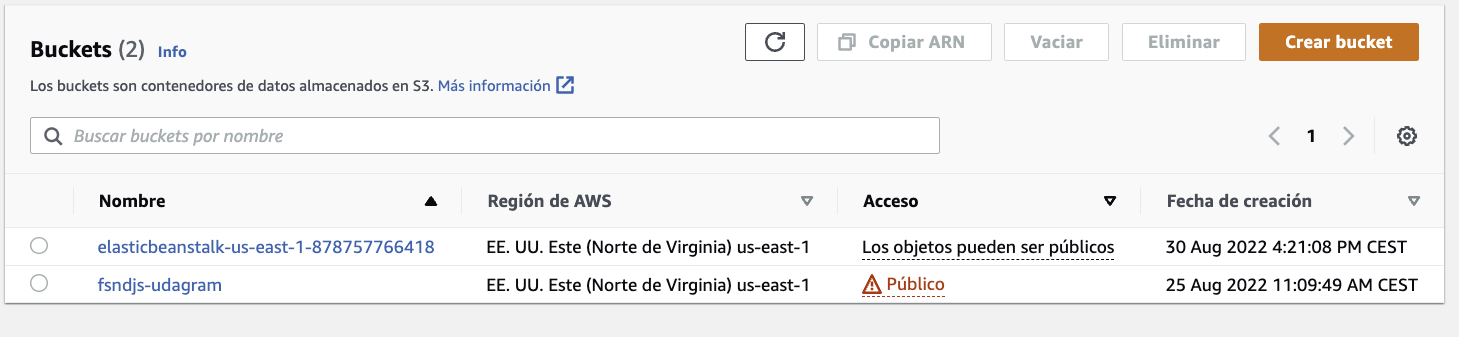 Buckets (2) Info
Copiar ARN
Vaciar
Eliminar
Crear bucket
Los buckets son contenedores de datos almacenados en S3. Más información
Buscar buckets por nombre
1
Nombre Región de AWS Acceso Fecha de creación
elasticbeanstalk-us-east-1-878757766418 EE. UU. Este (Norte de Virginia) us-east-1 Los objetos pueden ser públicos 30 Aug 2022 4:21:08 PM CEST
fsndjs-udagram EE. UU. Este (Norte de Virginia) us-east-1 Público 25 Aug 2022 11:09:49 AM CEST